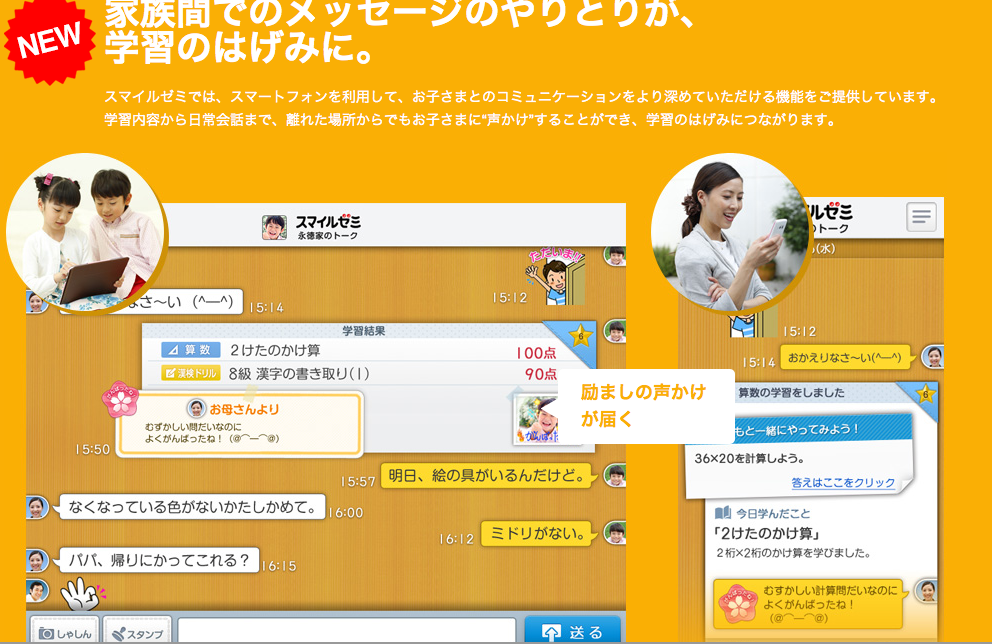 NEW
家族間でのメッセージのやりとりが、
学習のはげみに。
スマイルゼミでは、スマートフォンを利用して、お子さまとのコミュニケーションをより深めていただける機能をご提供しています。
学習内容から日常会話まで、離れた場所からでもお子さまに“声かけ”することができ、学習のはげみにつながります。
スマイルゼミ
永徳家のトーク
ただいま!!
15:12
なさ〜い（^—^）
15:14
学習結果
6
算数
2けたのかけ算
100点
漢検ドリル
8級 漢字の書き取り(1)
90点
がんばったね
お母さんより
むずかしい問だいなのに
よくがんばったね！（＠⌒—⌒＠）
15:50
15:57
明日、絵の具がいるんだけど。
なくなっている色がないかたしかめて。
16:00
16:12
ミドリがない。
パパ、帰りにかってこれる？
16:15
しゃしん
スタンプ
送る
励ましの声かけ
が届く
ルゼミ
のトーク
(水)
15:12
15:14
おかえりなさ〜い(^—^)
算数の学習をしました
6
もと一緒にやってみよう！
36×20を計算しよう。
答えはここをクリック
今日学んだこと
「2けたのかけ算」
2桁×2桁のかけ算を学びました。
がんばったね
むずかしい計算問だいなのに
よくがんばったね！
（＠⌒—⌒＠）